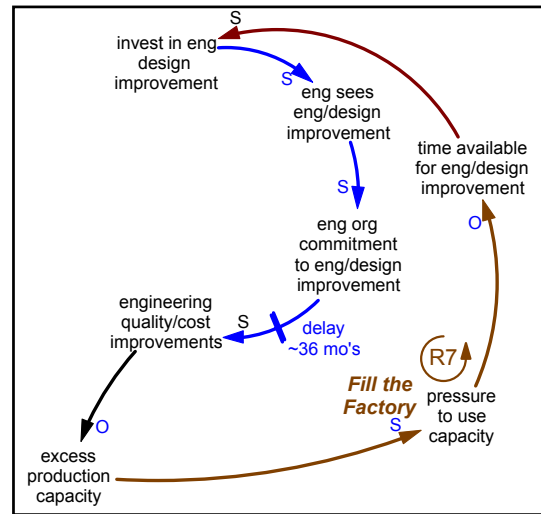 S
invest in eng
design
improvement
S
eng sees
eng/design
improvement
time available
for eng/design
improvement
S
O
eng org
commitment
to eng/design
improvement
engineering
quality/cost
improvements
S
delay
~36 mo's
R7
Fill the
Factory
pressure
to use
capacity
S
O
excess
production
capacity